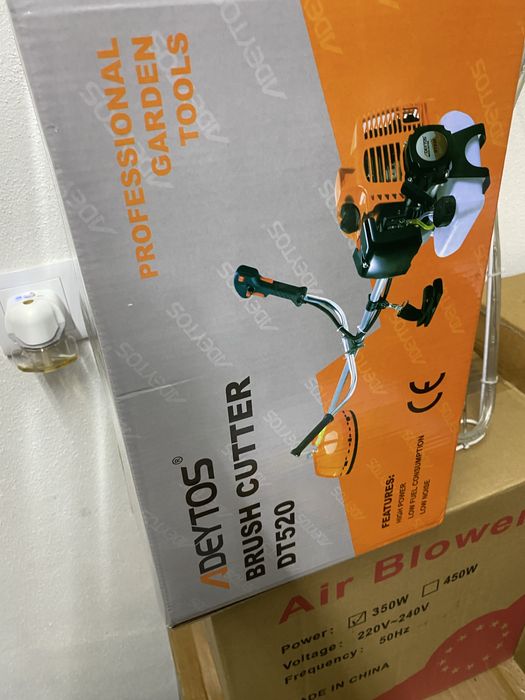 PROFESSIONAL
GARDEN
TOOLS
ADEYTOS®
BRUSH CUTTER
DT520
CE
FEATURES:
HIGH POWER
LOW FUEL CONSUMPTION
LOW NOISE
Air Blower
Power: 350W 450W
Voltage: 220V~240V
Frequency: 50Hz
MADE IN CHINA